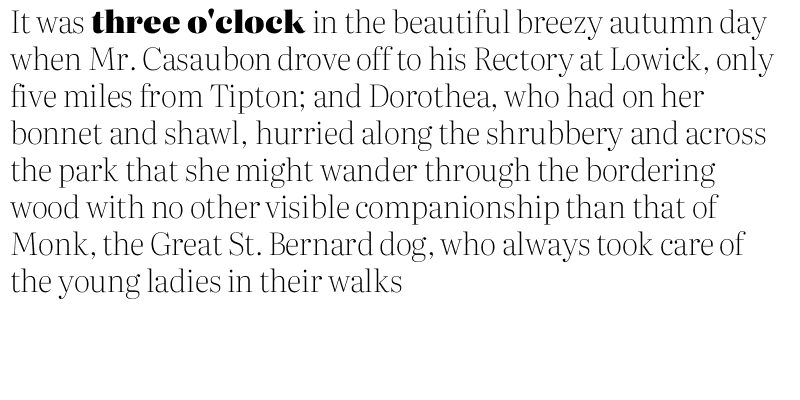 It was three o'clock in the beautiful breezy autumn day
when Mr. Casaubon drove off to his Rectory at Lowick, only
five miles from Tipton; and Dorothea, who had on her
bonnet and shawl, hurried along the shrubbery and across
the park that she might wander through the bordering
wood with no other visible companionship than that of
Monk, the Great St. Bernard dog, who always took care of
the young ladies in their walks